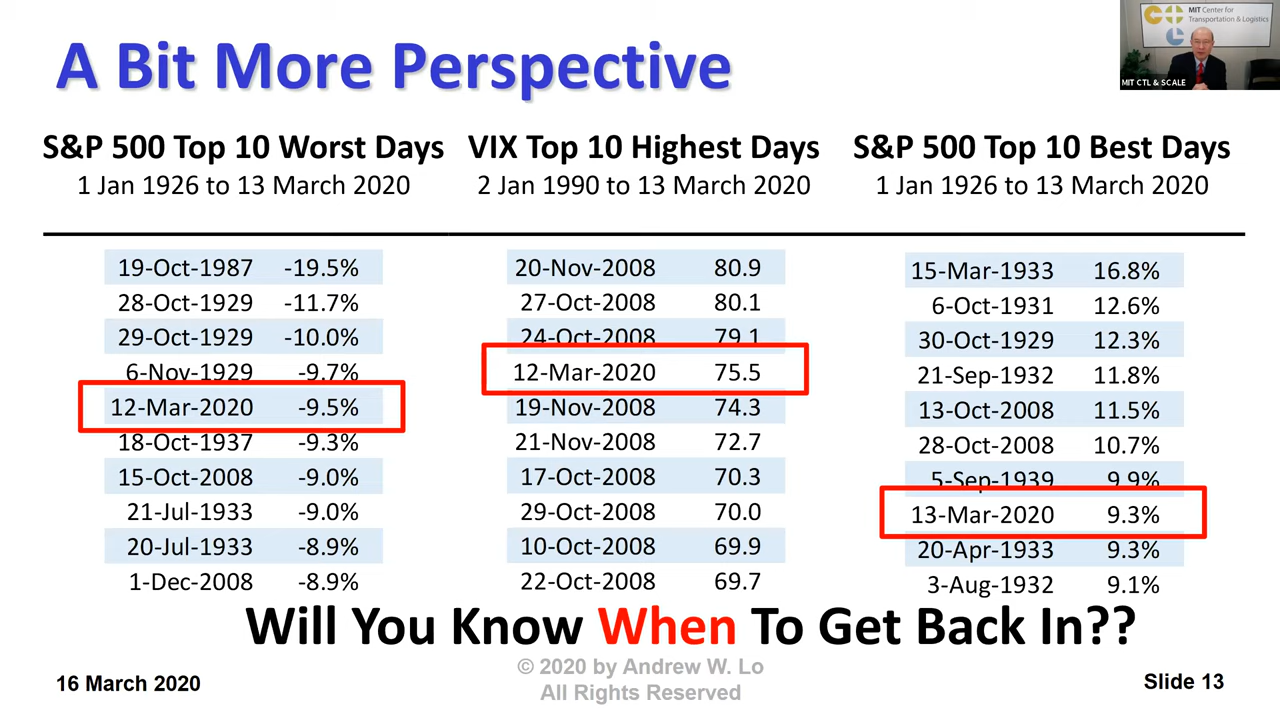 A Bit More Perspective
MIT Center for
Transportation & Logistics
MIT CTL & SCALE
S&P 500 Top 10 Worst Days
1 Jan 1926 to 13 March 2020
19-Oct-1987 -19.5%
28-Oct-1929 -11.7%
29-Oct-1929 -10.0%
6-Nov-1929 -9.7%
12-Mar-2020 -9.5%
18-Oct-1937 -9.3%
15-Oct-2008 -9.0%
21-Jul-1933 -9.0%
20-Jul-1933 -8.9%
1-Dec-2008 -8.9%
VIX Top 10 Highest Days
2 Jan 1990 to 13 March 2020
20-Nov-2008 80.9
27-Oct-2008 80.1
24-Oct-2008 79.1
12-Mar-2020 75.5
19-Nov-2008 74.3
21-Nov-2008 72.7
17-Oct-2008 70.3
29-Oct-2008 70.0
10-Oct-2008 69.9
22-Oct-2008 69.7
S&P 500 Top 10 Best Days
1 Jan 1926 to 13 March 2020
15-Mar-1933 16.8%
6-Oct-1931 12.6%
30-Oct-1929 12.3%
21-Sep-1932 11.8%
13-Oct-2008 11.5%
28-Oct-2008 10.7%
5-Sep-1939 9.9%
13-Mar-2020 9.3%
20-Apr-1933 9.3%
3-Aug-1932 9.1%
Will You Know When To Get Back In??
16 March 2020
© 2020 by Andrew W. Lo
All Rights Reserved
Slide 13